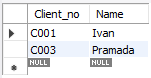 Client_no Name
C001 Ivan
C003 Pramada
NULL NULL